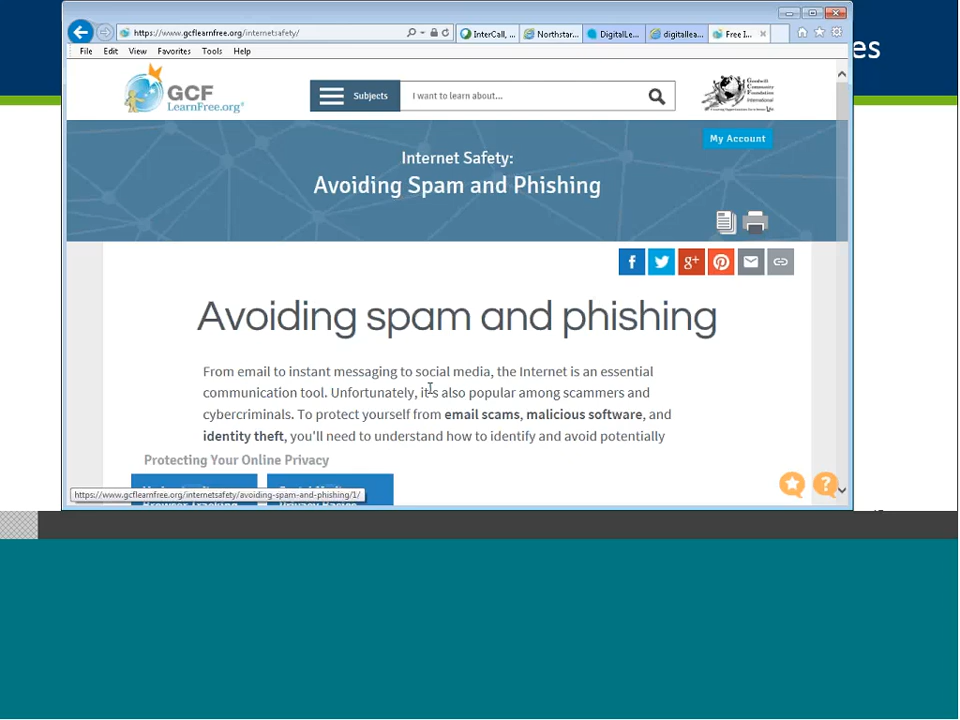 es
https://www.gcflearnfree.org/internetsafety/
InterCall, ...
Northstar...
DigitalLe...
digitallea...
Free I...
File Edit View Favorites Tools Help
GCF
LearnFree.org®
Subjects
I want to learn about...
Goodwill
Community
Foundation
International
My Account
Internet Safety:
Avoiding Spam and Phishing
f
g+
Avoiding spam and phishing
From email to instant messaging to social media, the Internet is an essential
communication tool. Unfortunately, it's also popular among scammers and
cybercriminals. To protect yourself from email scams, malicious software, and
identity theft, you'll need to understand how to identify and avoid potentially
Protecting Your Online Privacy
https://www.gcflearnfree.org/internetsafety/avoiding-spam-and-phishing/1/
?